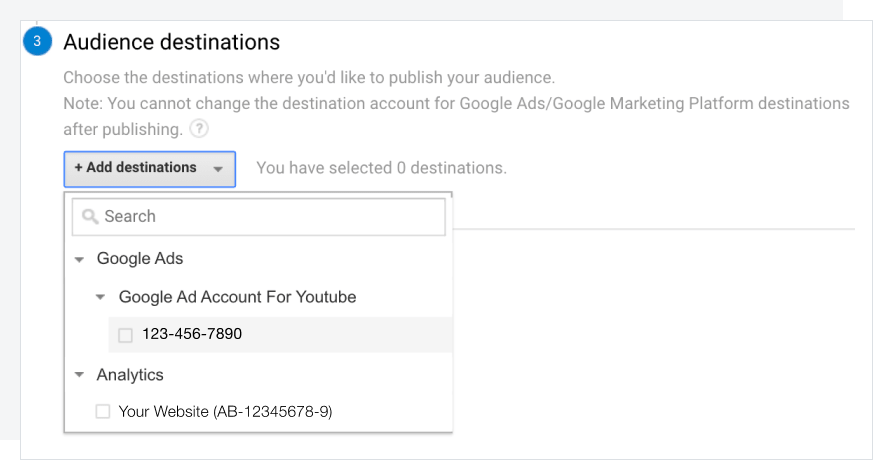 3 Audience destinations
Choose the destinations where you'd like to publish your audience.
Note: You cannot change the destination account for Google Ads/Google Marketing Platform destinations
after publishing. ?
+ Add destinations You have selected 0 destinations.
Search
Google Ads
Google Ad Account For Youtube
123-456-7890
Analytics
Your Website (AB-12345678-9)